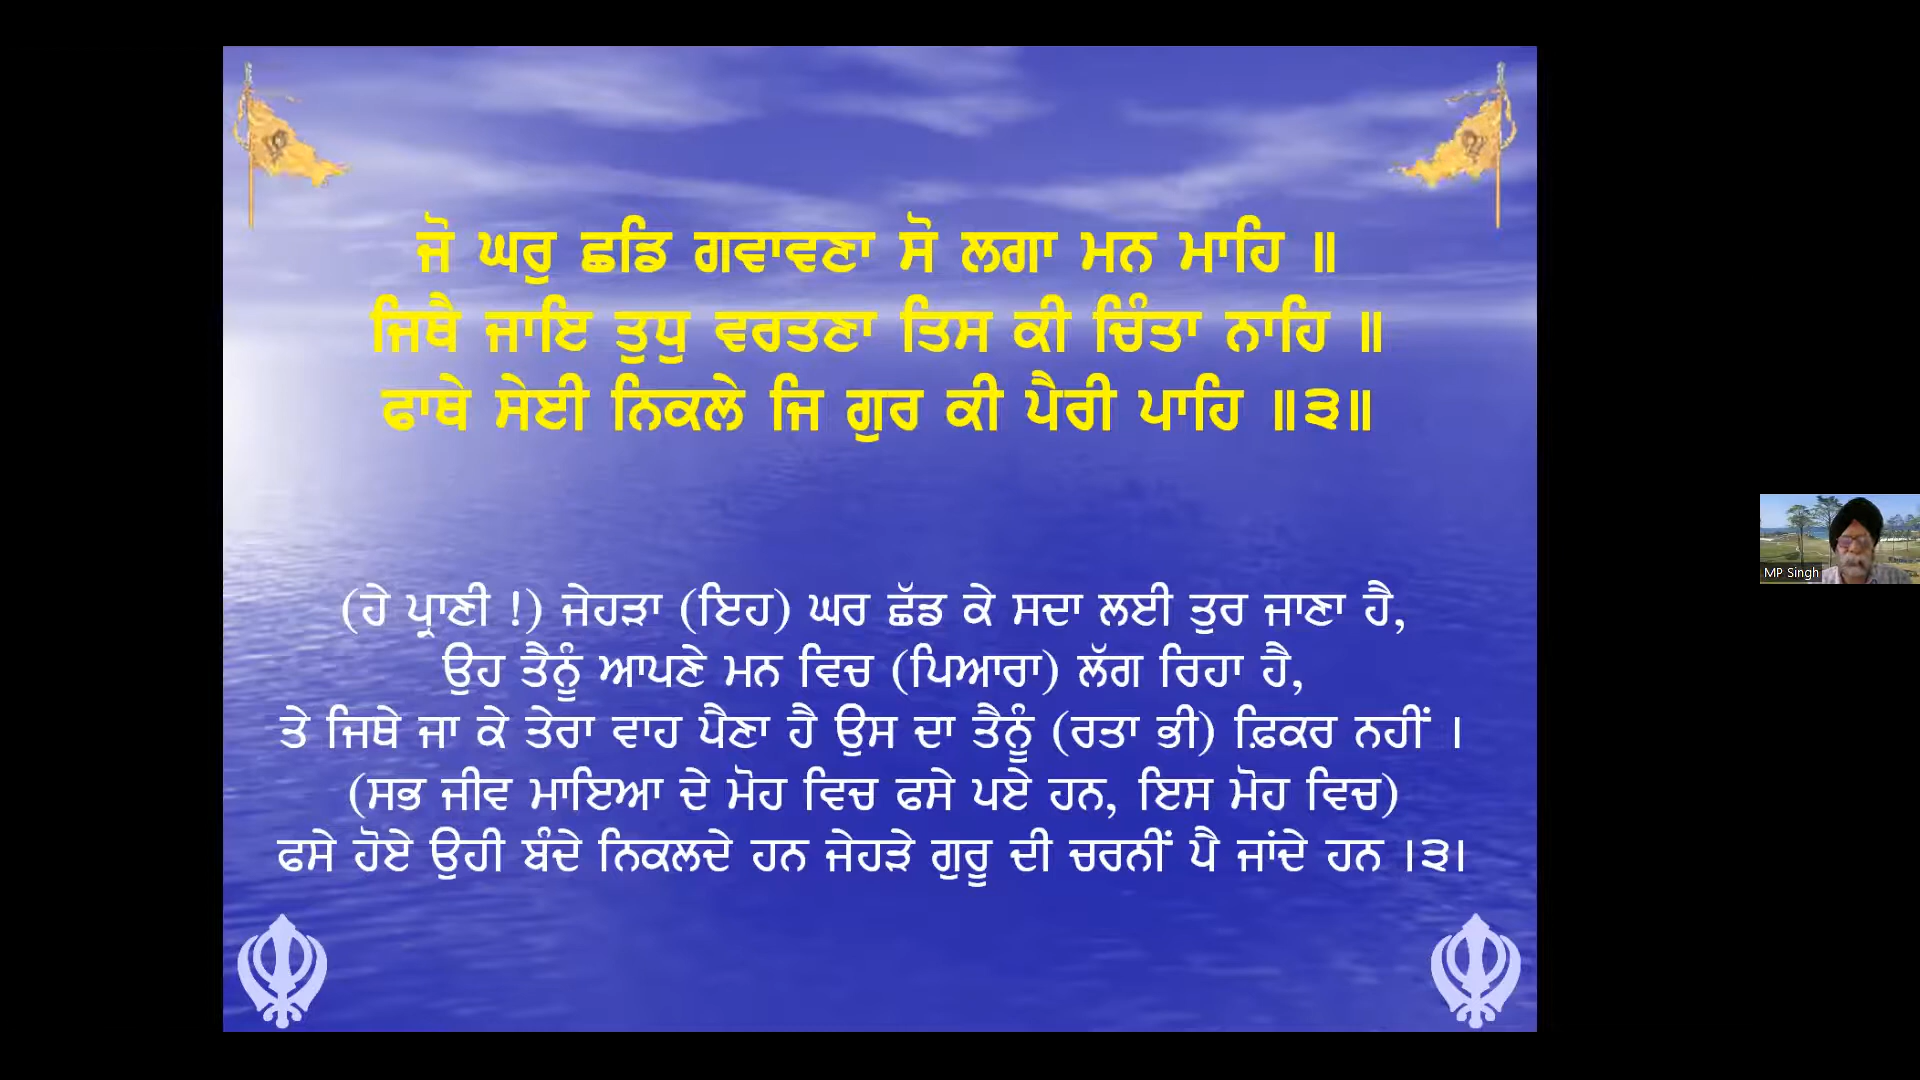 ਜੋ ਘਰੁ ਛਡਿ ਗਵਾਵਣਾ ਸੋ ਲਗਾ ਮਨ ਮਾਹਿ ॥
ਜਿਥੈ ਜਾਇ ਤੁਧੁ ਵਰਤਣਾ ਤਿਸ ਕੀ ਚਿੰਤਾ ਨਾਹਿ ॥
ਫਾਥੇ ਸੇਈ ਨਿਕਲੇ ਜਿ ਗੁਰ ਕੀ ਪੈਰੀ ਪਾਹਿ ॥੩॥
(ਹੇ ਪ੍ਰਾਣੀ !) ਜੇਹੜਾ (ਇਹ) ਘਰ ਛੱਡ ਕੇ ਸਦਾ ਲਈ ਤੁਰ ਜਾਣਾ ਹੈ,
ਉਹ ਤੈਨੂੰ ਆਪਣੇ ਮਨ ਵਿਚ (ਪਿਆਰਾ) ਲੱਗ ਰਿਹਾ ਹੈ,
ਤੇ ਜਿਥੇ ਜਾ ਕੇ ਤੇਰਾ ਵਾਹ ਪੈਣਾ ਹੈ ਉਸ ਦਾ ਤੈਨੂੰ (ਰਤਾ ਭੀ) ਫ਼ਿਕਰ ਨਹੀਂ ।
(ਸਭ ਜੀਵ ਮਾਇਆ ਦੇ ਮੋਹ ਵਿਚ ਫਸੇ ਪਏ ਹਨ, ਇਸ ਮੋਹ ਵਿਚ)
ਫਸੇ ਹੋਏ ਉਹੀ ਬੰਦੇ ਨਿਕਲਦੇ ਹਨ ਜੇਹੜੇ ਗੁਰੂ ਦੀ ਚਰਨੀਂ ਪੈ ਜਾਂਦੇ ਹਨ ।੩।
MP Singh